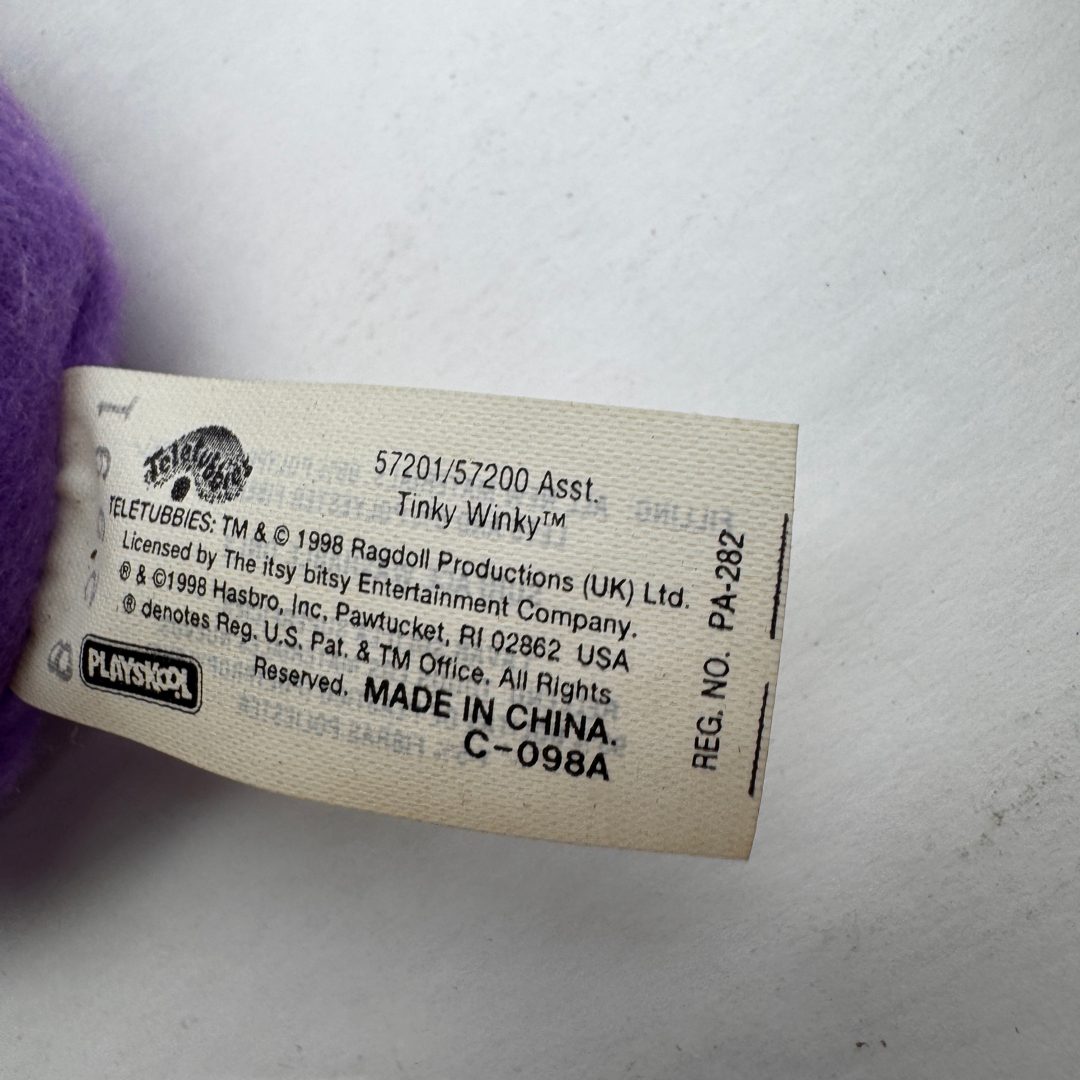 Teletubbies
57201/57200 Asst.
Tinky Winky™
TELETUBBIES: TM & © 1998 Ragdoll Productions (UK) Ltd.
Licensed by The itsy bitsy Entertainment Company.
® & ©1998 Hasbro, Inc, Pawtucket, RI 02862 USA
® denotes Reg. U.S. Pat. & TM Office. All Rights
Reserved. MADE IN CHINA.
C-098A
PLAYSKOOL
REG. NO. PA-282